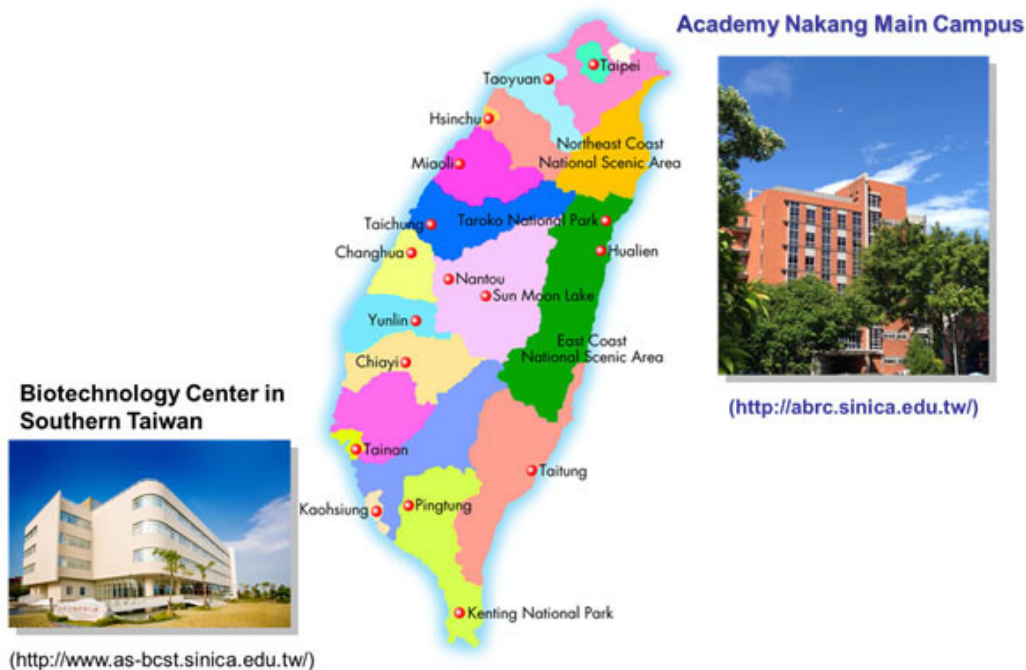 Academy Nakang Main Campus
Taipei
Taoyuan
Hsinchu
Northeast Coast
National Scenic Area
Miaoli
Taichung
Taroko National Park
Changhua
Hualien
Nantou
Sun Moon Lake
Yunlin
East Coast
National Scenic Area
Chiayi
(http://abrc.sinica.edu.tw/)
Biotechnology Center in
Southern Taiwan
Tainan
Taitung
Kaohsiung
Pingtung
Kenting National Park
(http://www.as-bcst.sinica.edu.tw/)